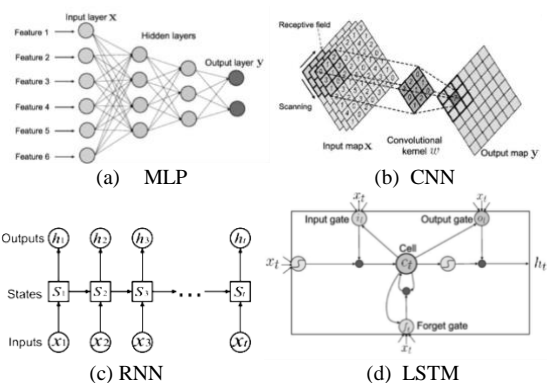 Input layer x
Hidden layers
Output layer y
Feature 1
Feature 2
Feature 3
Feature 4
Feature 5
Feature 6
(a) MLP
Receptive field
Scanning
Input map x
Convolutional
kernel w
Output map y
(b) CNN
Outputs h1 h2 h3 ht
States S1 S2 S3 ... St
Inputs x1 x2 x3 xt
(c) RNN
xt xt
Input gate it Output gate ot
Cell
xt ct ht
ft Forget gate
xt
(d) LSTM